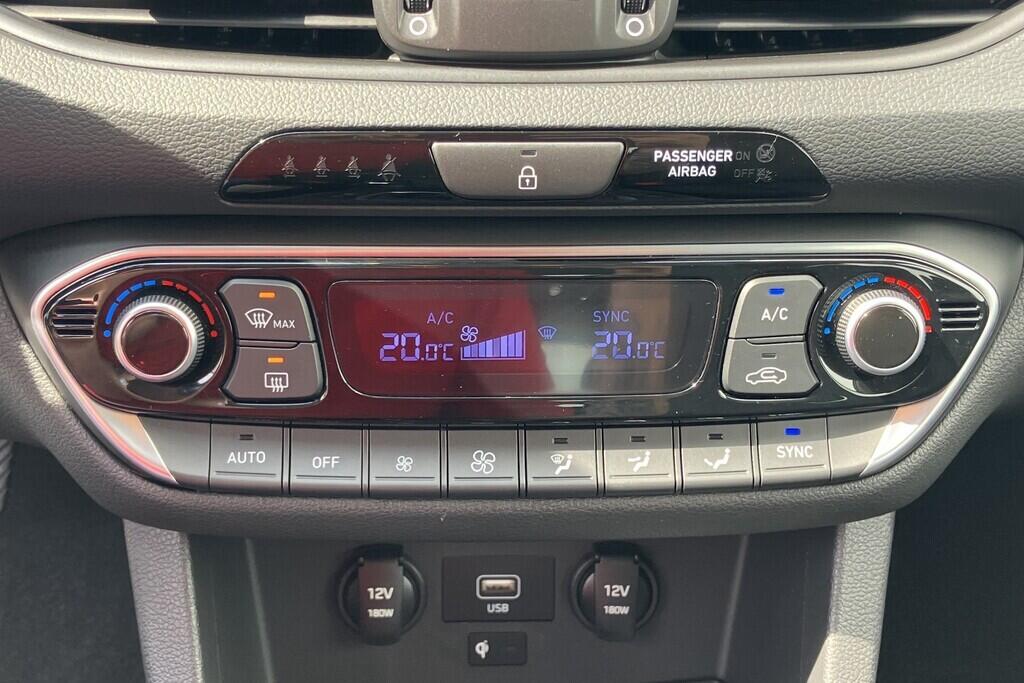 PASSENGER ON
AIRBAG OFF
MAX
A/C
20.0°C
SYNC
20.0°C
A/C
AUTO
OFF
SYNC
12V
180W
USB
12V
180W